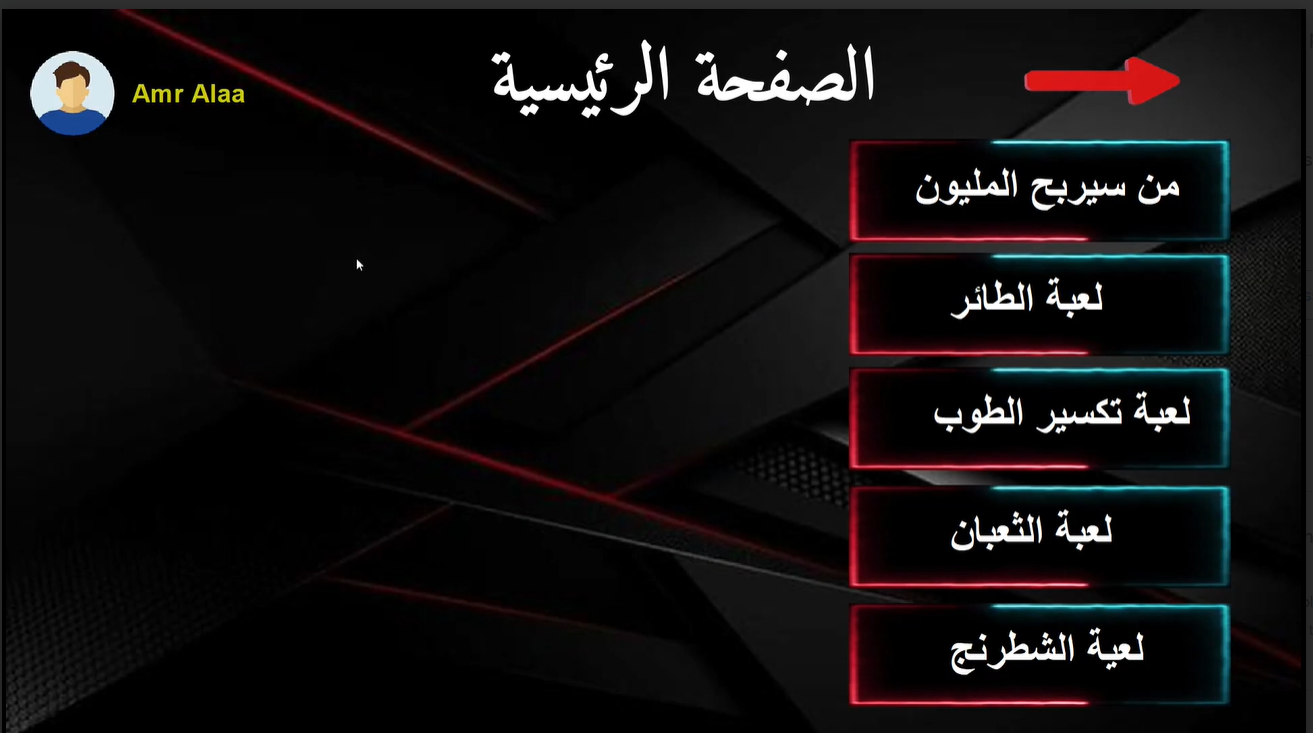 الصفحة الرئيسية
Amr Alaa
من سيربح المليون
لعبة الطائر
لعبة تكسير الطوب
لعبة الثعبان
لعية الشطرنج